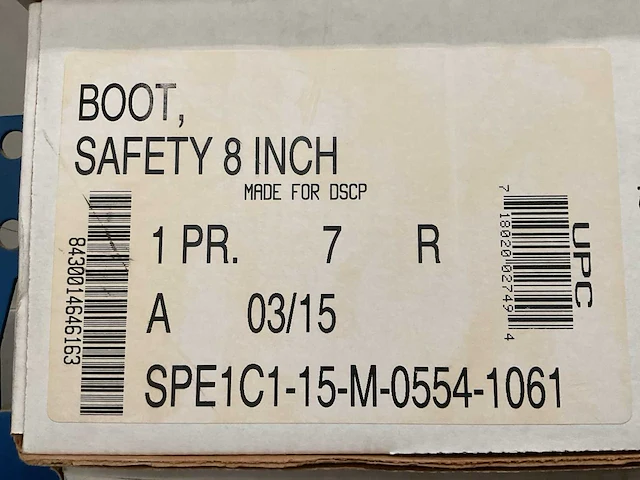 BOOT,
SAFETY 8 INCH
MADE FOR DSCP
1 PR. 7 R
A 03/15
SPE1C1-15-M-0554-1061
8430014646163
7 18020 02749 4
UPC